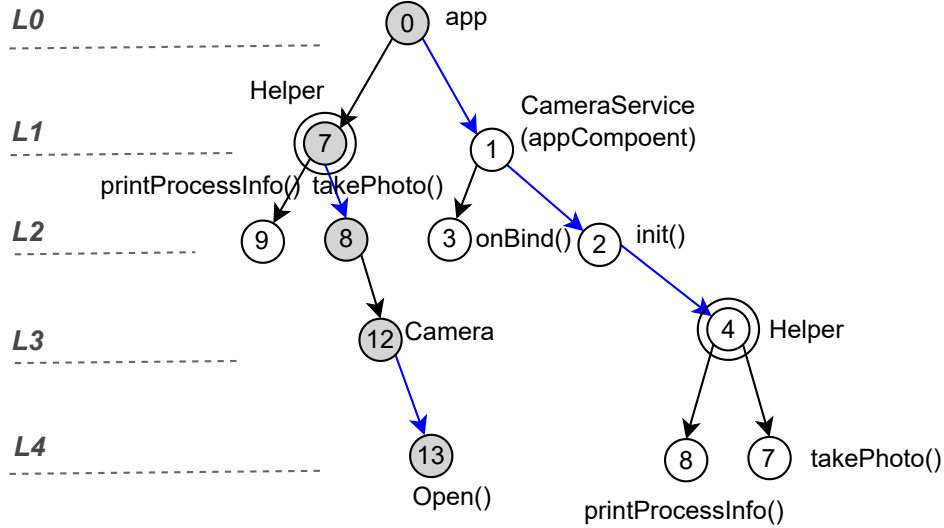 L0
0
app
Helper
CameraService
(appCompoent)
L1
7
1
printProcessInfo()
takePhoto()
L2
9
8
3
onBind()
2
init()
L3
12
Camera
4
Helper
L4
13
8
7
takePhoto()
Open()
printProcessInfo()